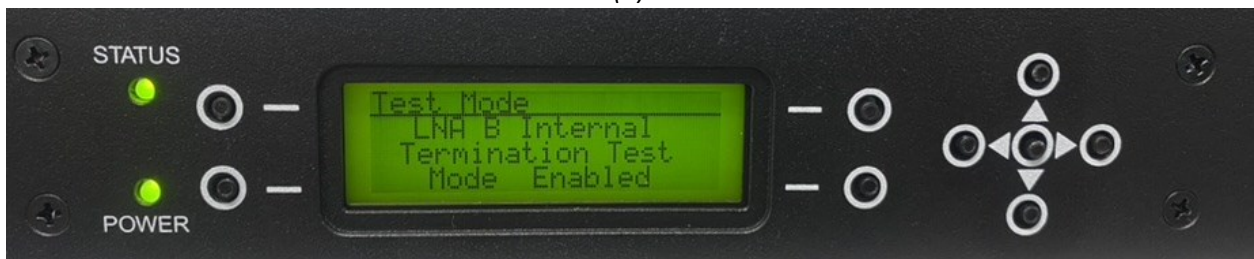 STATUS
Test Mode
LNA B Internal
Termination Test
Mode Enabled
POWER